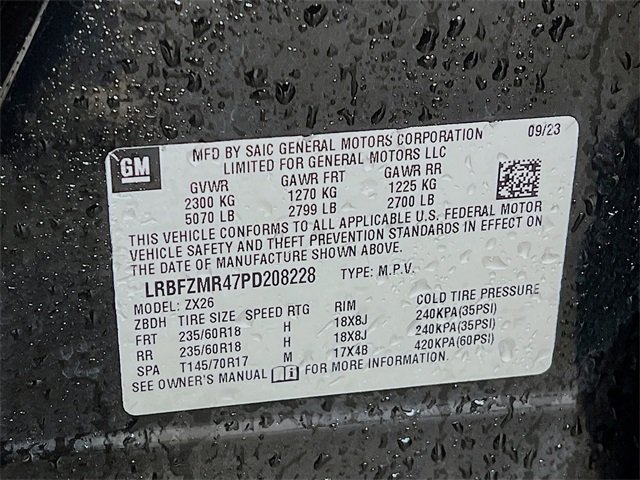 GM
MFD BY SAIC GENERAL MOTORS CORPORATION
LIMITED FOR GENERAL MOTORS LLC
09/23
GVWR GAWR FRT GAWR RR
2300 KG 1270 KG 1225 KG
5070 LB 2799 LB 2700 LB
THIS VEHICLE CONFORMS TO ALL APPLICABLE U.S. FEDERAL MOTOR
VEHICLE SAFETY AND THEFT PREVENTION STANDARDS IN EFFECT ON
THE DATE OF MANUFACTURE SHOWN ABOVE.
LRBFZMR47PD208228 TYPE: M.P.V.
MODEL: ZX26
ZBDH TIRE SIZE SPEED RTG RIM COLD TIRE PRESSURE
FRT 235/60R18 H 18X8J 240KPA(35PSI)
RR 235/60R18 H 18X8J 240KPA(35PSI)
SPA T145/70R17 M 17X4B 420KPA(60PSI)
SEE OWNER'S MANUAL i FOR MORE INFORMATION.